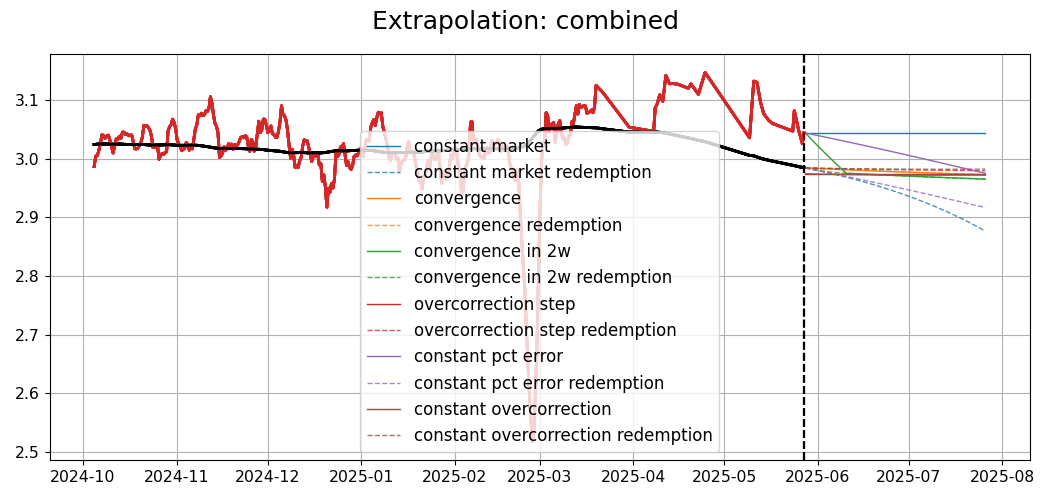 Extrapolation: combined
3.1
3.0
2.9
2.8
2.7
2.6
2.5
constant market
constant market redemption
convergence
convergence redemption
convergence in 2w
convergence in 2w redemption
overcorrection step
overcorrection step redemption
constant pct error
constant pct error redemption
constant overcorrection
constant overcorrection redemption
2024-10 2024-11 2024-12 2025-01 2025-02 2025-03 2025-04 2025-05 2025-06 2025-07 2025-08